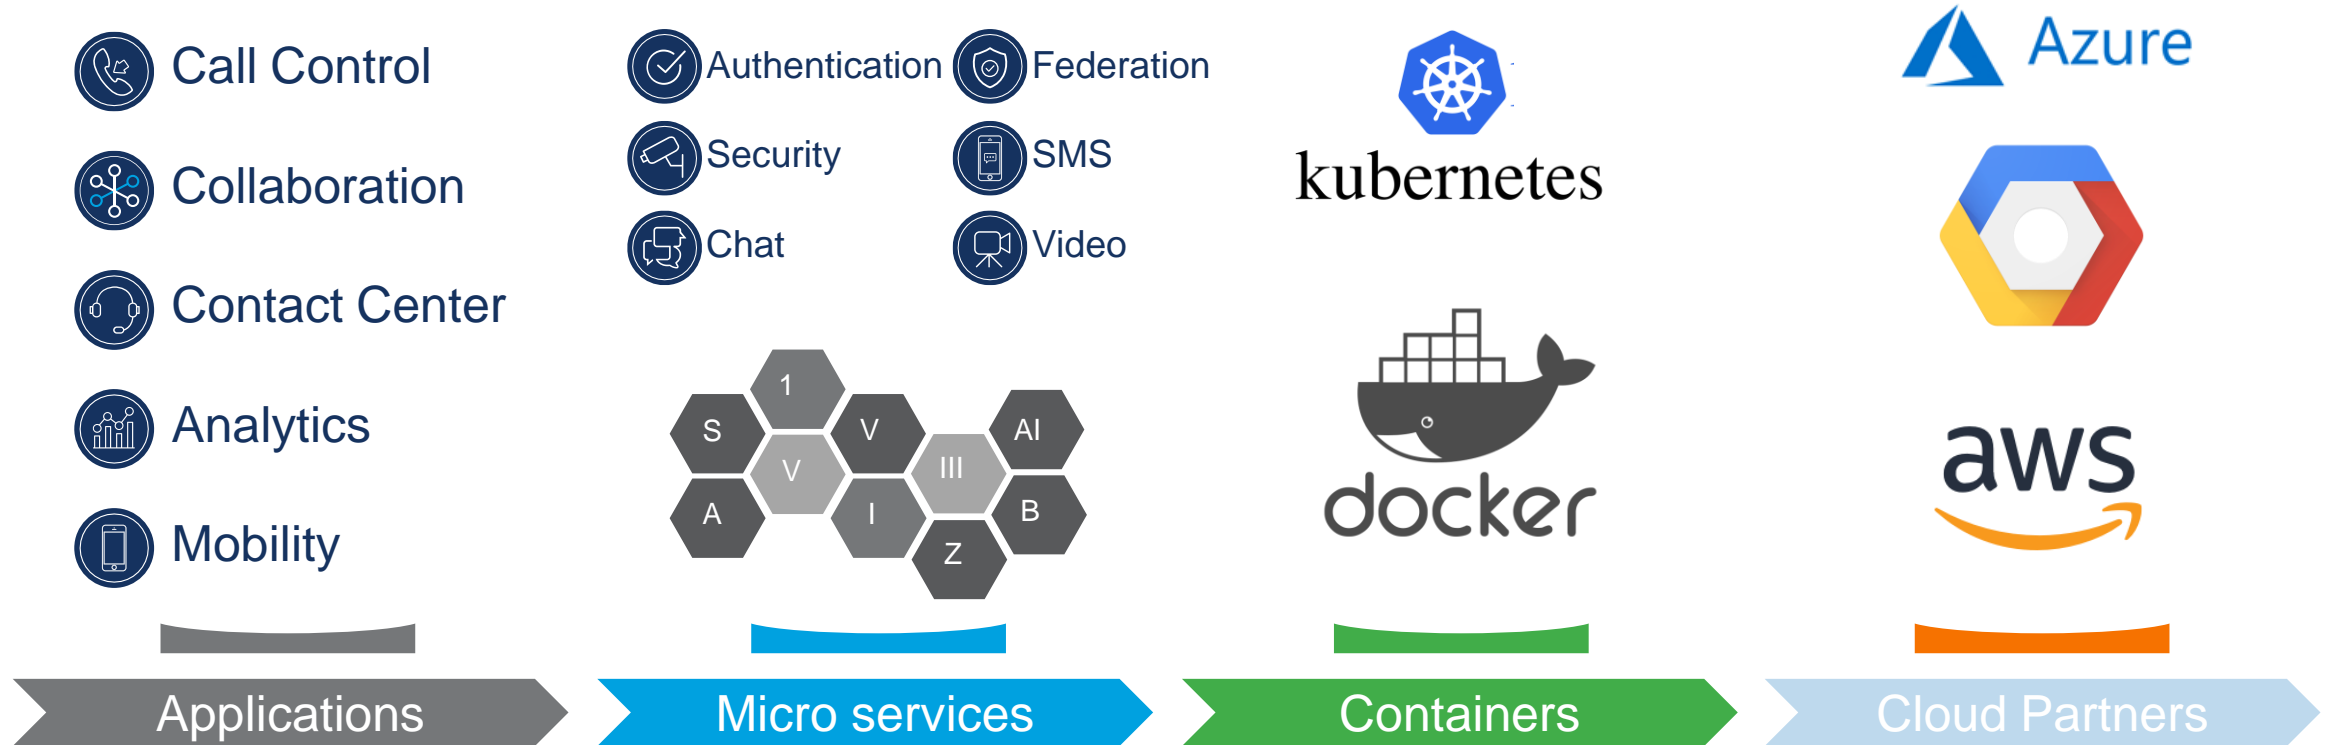 Call Control
Collaboration
Contact Center
Analytics
Mobility
Applications
Authentication
Federation
Security
SMS
Chat
Video
1
S
V
AI
V
III
A
I
B
Z
Micro services
kubernetes
docker
Containers
Azure
aws
Cloud Partners